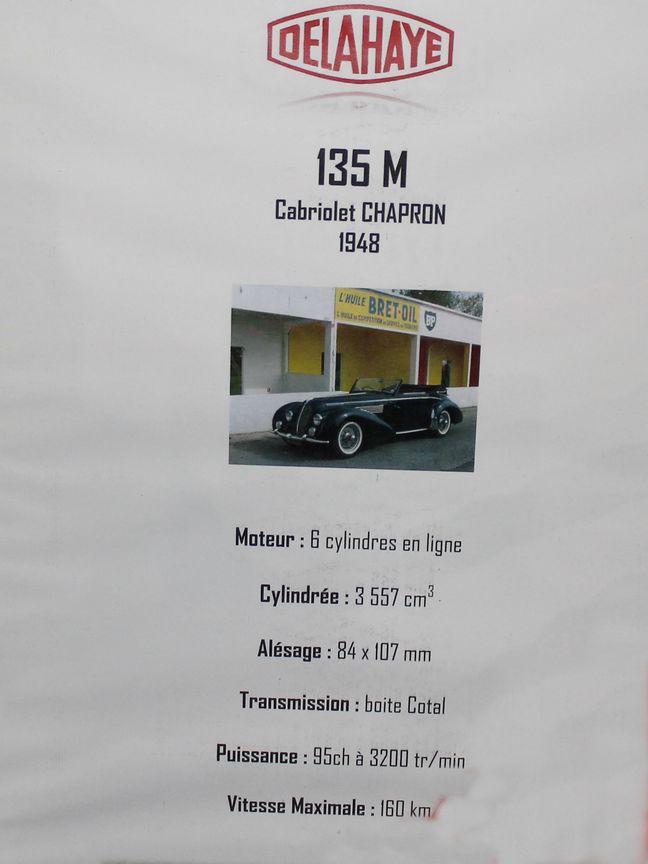 DELAHAYE
135 M
Cabriolet CHAPRON
1948
L'HUILE BRET-OIL
BP
Moteur : 6 cylindres en ligne
Cylindrée : 3 557 cm³
Alésage : 84 x 107 mm
Transmission : boite Cotal
Puissance : 95ch à 3200 tr/min
Vitesse Maximale : 160 km/